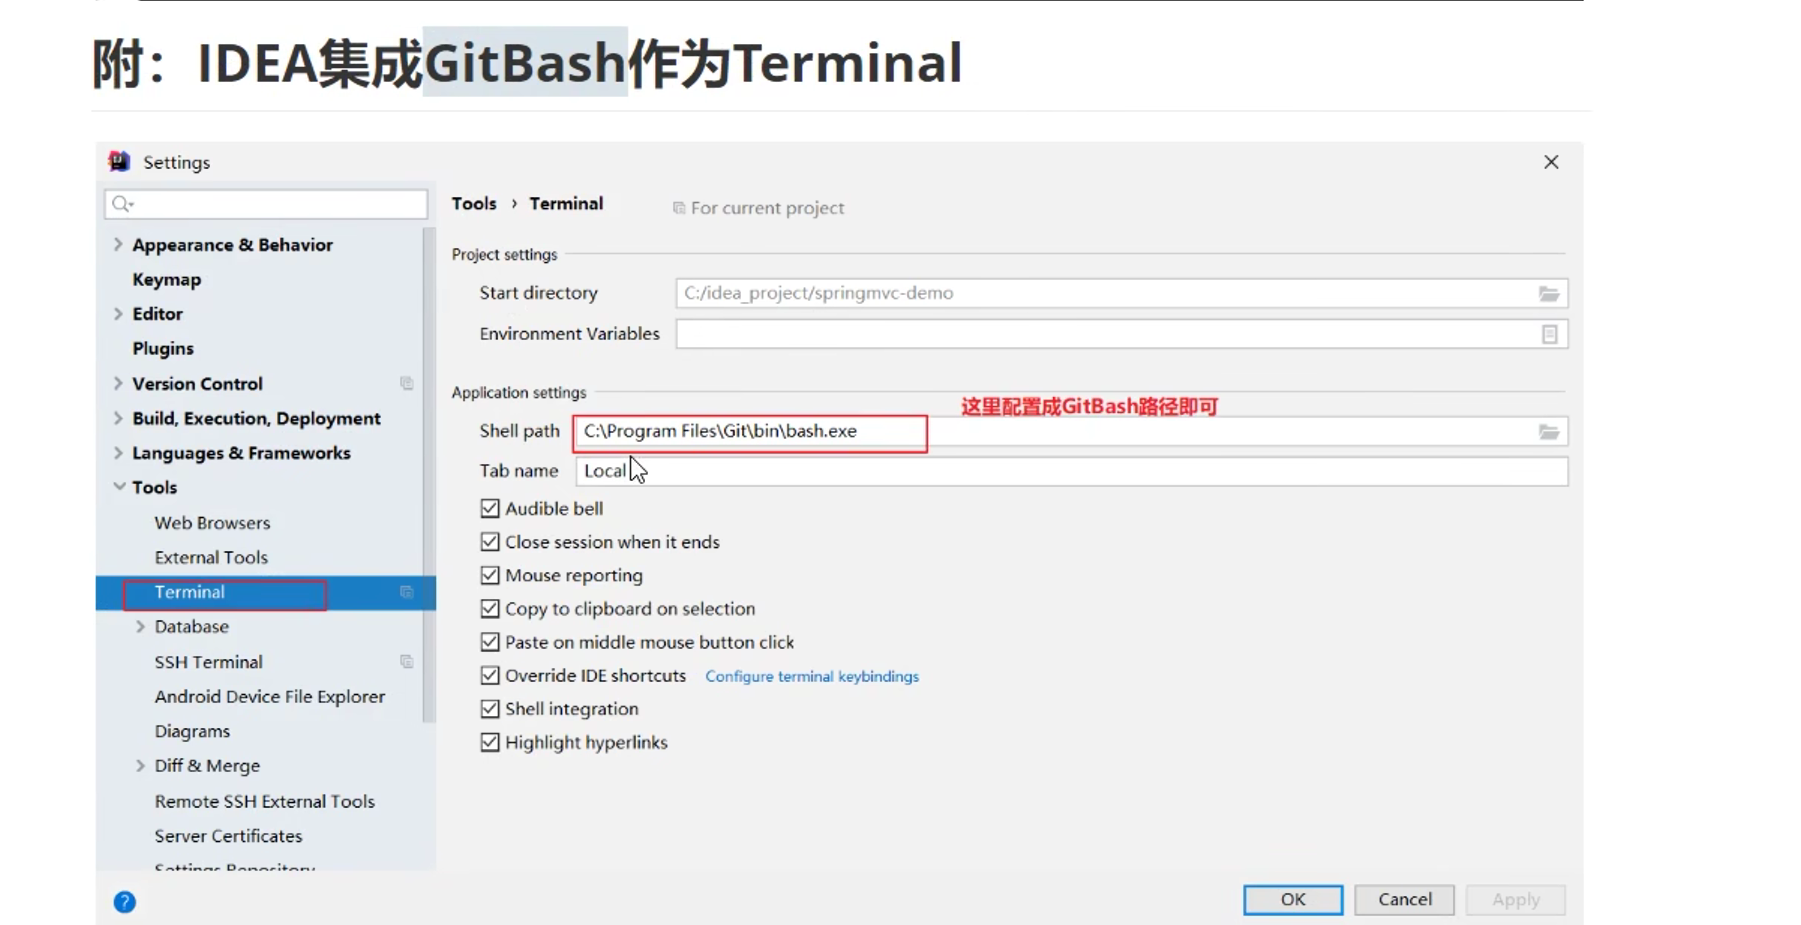 附：IDEA集成GitBash作为Terminal
Settings
Tools › Terminal
For current project
Appearance & Behavior
Keymap
Editor
Plugins
Version Control
Build, Execution, Deployment
Languages & Frameworks
Tools
Web Browsers
External Tools
Terminal
Database
SSH Terminal
Android Device File Explorer
Diagrams
Diff & Merge
Remote SSH External Tools
Server Certificates
Settings Repository
Project settings
Start directory C:/idea_project/springmvc-demo
Environment Variables
Application settings
这里配置成GitBash路径即可
Shell path C:\Program Files\Git\bin\bash.exe
Tab name Local
Audible bell
Close session when it ends
Mouse reporting
Copy to clipboard on selection
Paste on middle mouse button click
Override IDE shortcuts Configure terminal keybindings
Shell integration
Highlight hyperlinks
?
OK Cancel Apply